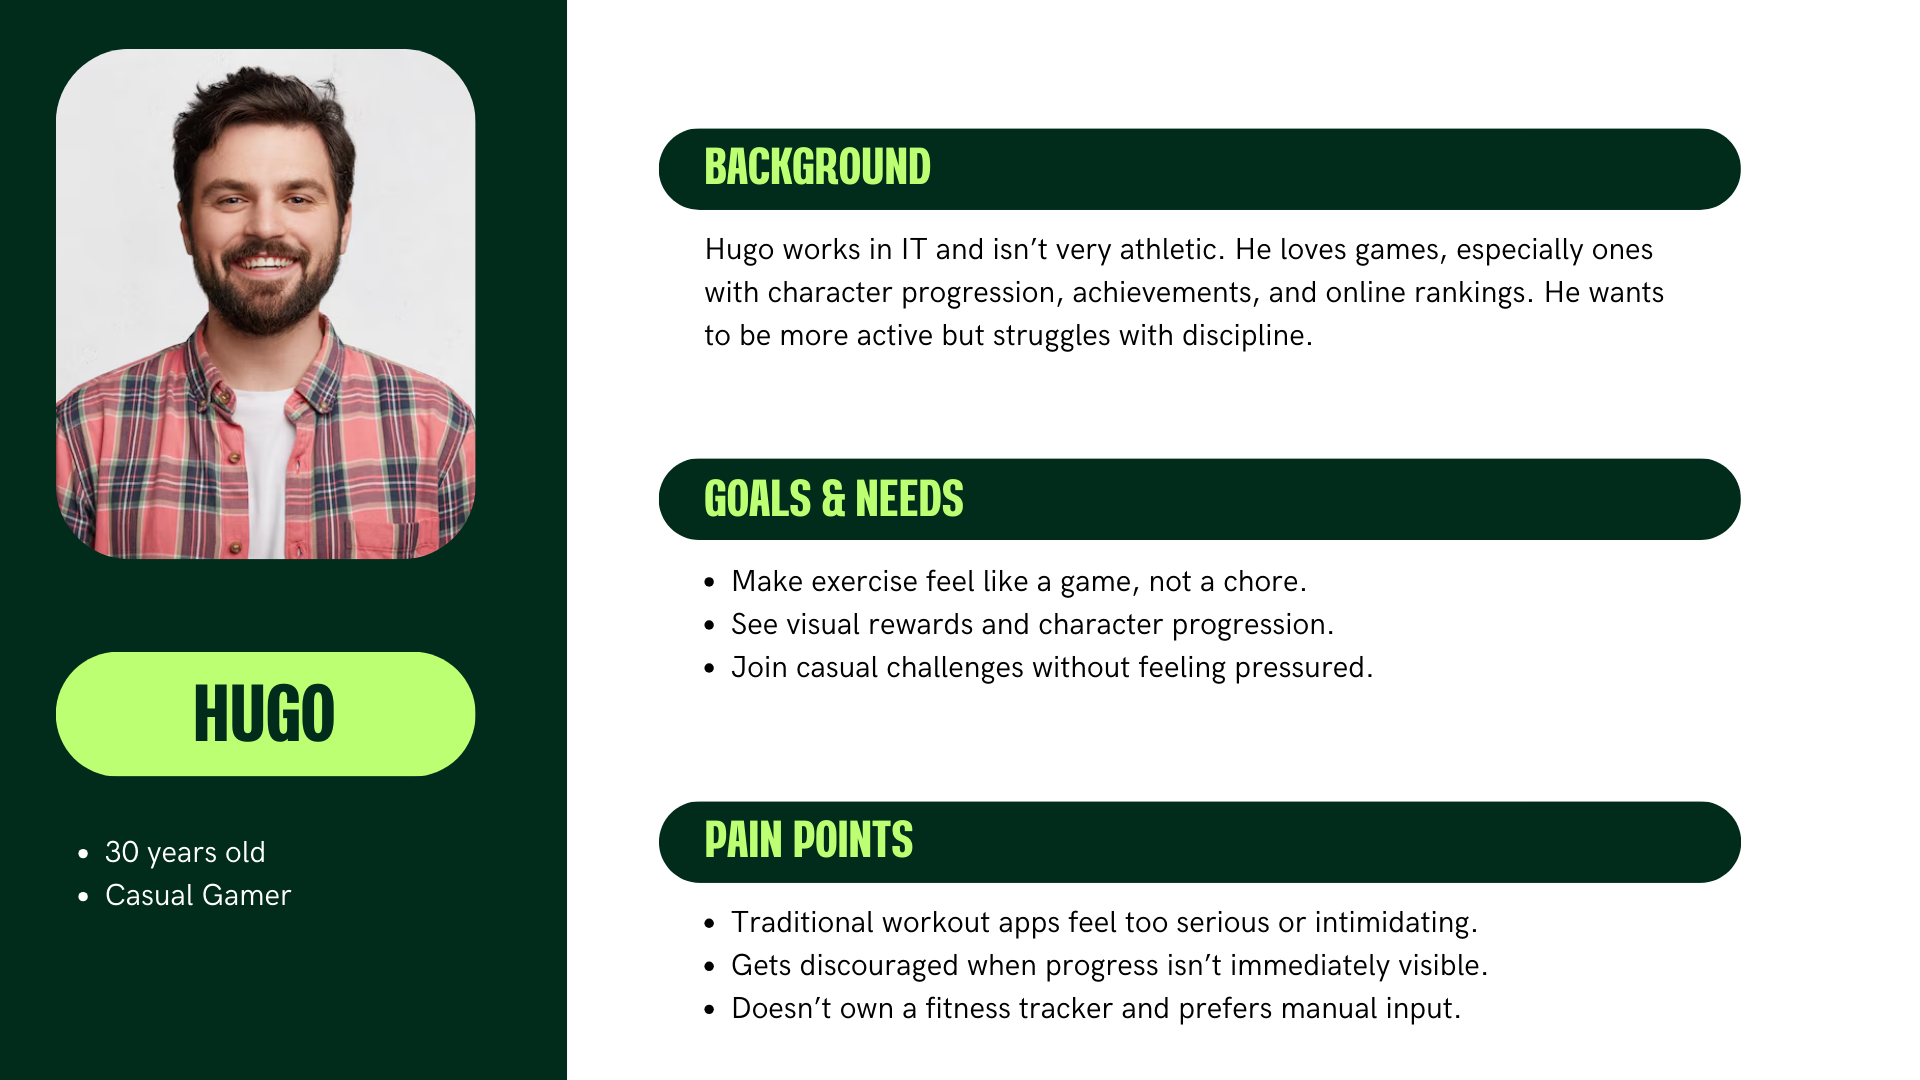 HUGO
30 years old
Casual Gamer
BACKGROUND
Hugo works in IT and isn’t very athletic. He loves games, especially ones
with character progression, achievements, and online rankings. He wants
to be more active but struggles with discipline.
GOALS & NEEDS
Make exercise feel like a game, not a chore.
See visual rewards and character progression.
Join casual challenges without feeling pressured.
PAIN POINTS
Traditional workout apps feel too serious or intimidating.
Gets discouraged when progress isn’t immediately visible.
Doesn’t own a fitness tracker and prefers manual input.